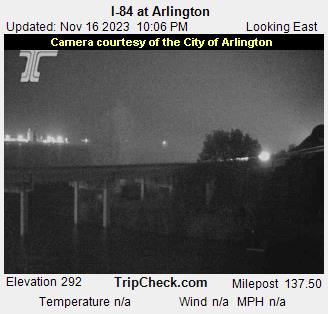 I-84 at Arlington
Updated: Nov 16 2023 10:06 PM Looking East
Camera courtesy of the City of Arlington
Elevation 292 TripCheck.com Milepost 137.50
Temperature n/a Wind n/a MPH n/a